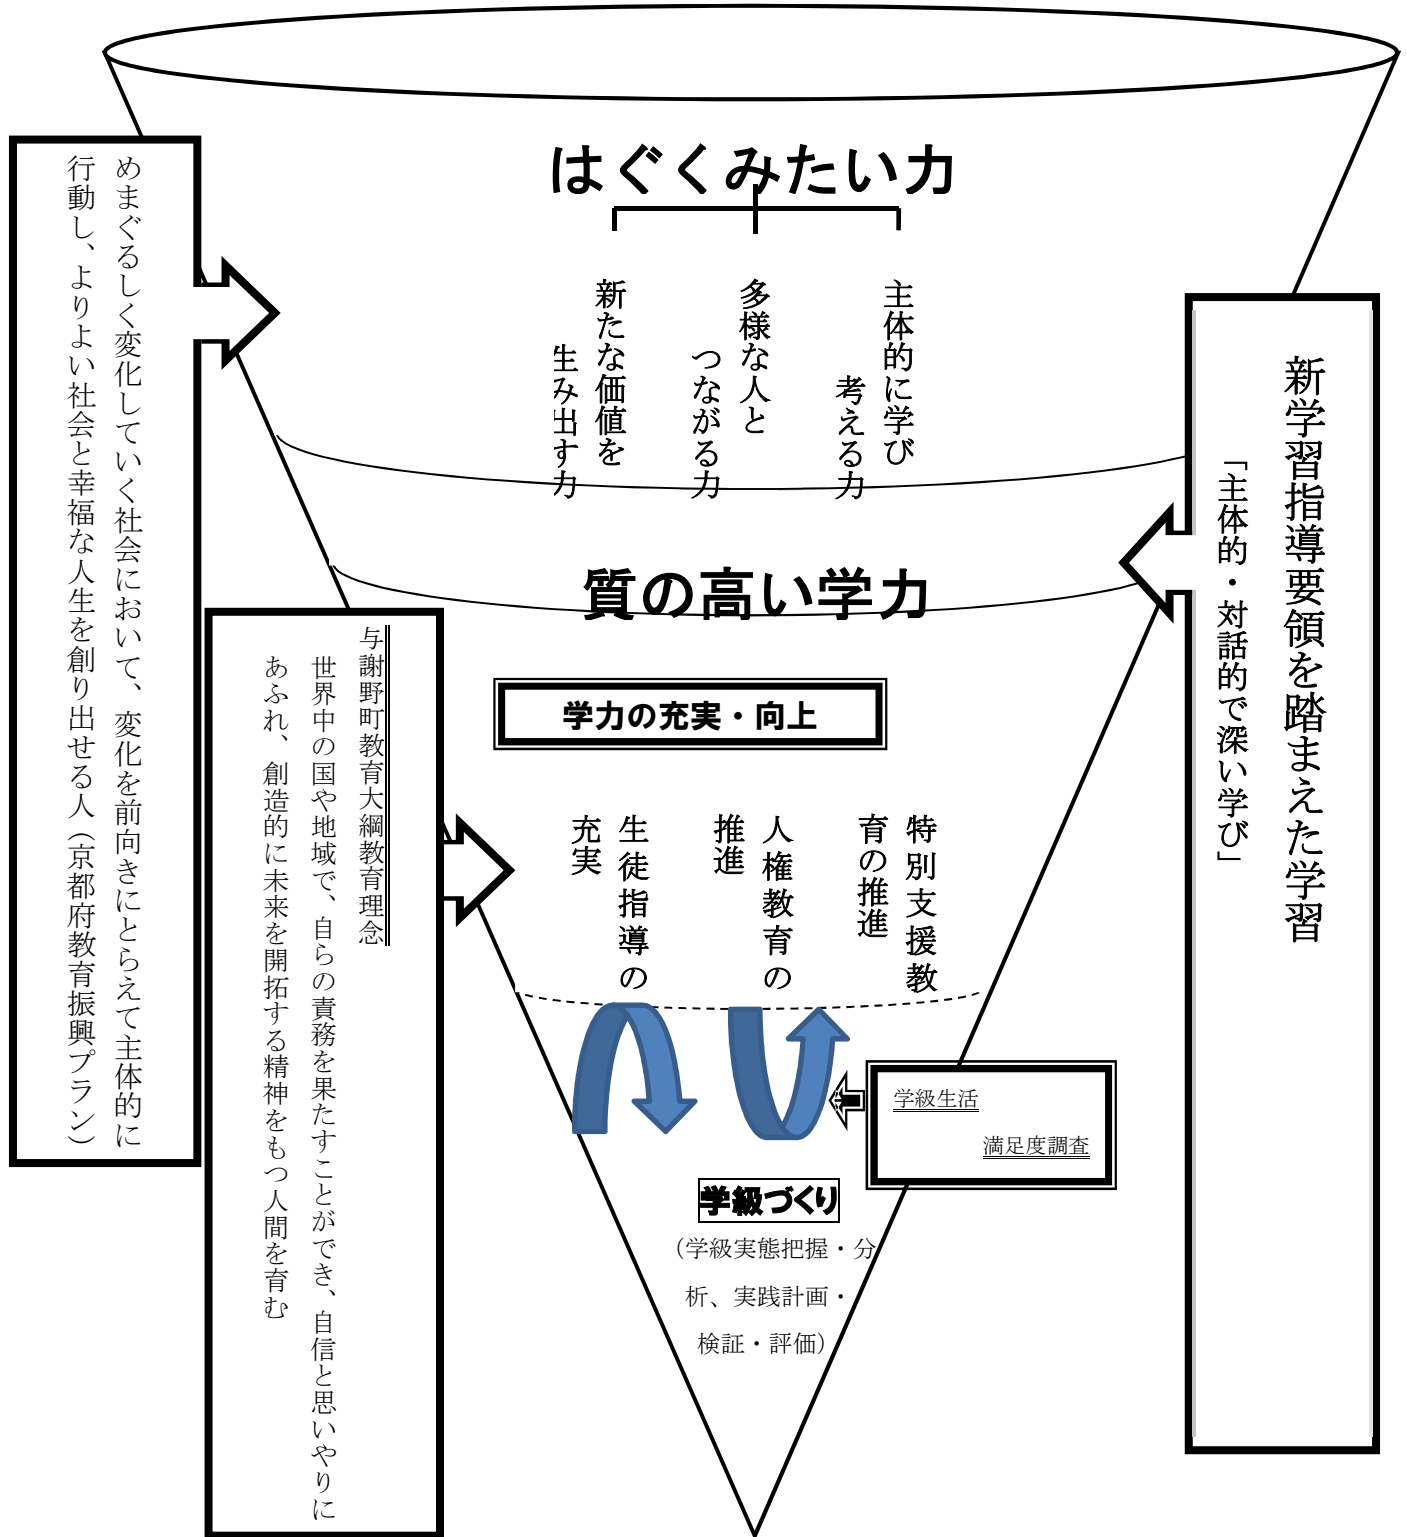 はぐくみたい力
主体的に学び
考える力
多様な人と
つながる力
新たな価値を
生み出す力
めまぐるしく変化していく社会において、変化を前向きにとらえて主体的に
行動し、よりよい社会と幸福な人生を創り出せる人（京都府教育振興プラン）
新学習指導要領を踏まえた学習
「主体的・対話的で深い学び」
質の高い学力
与謝野町教育大綱教育理念
世界中の国や地域で、自らの責務を果たすことができ、自信と思いやりに
あふれ、創造的に未来を開拓する精神をもつ人間を育む
学力の充実・向上
特別支援教
育の推進
人権教育の
推進
生徒指導の
充実
学級生活
満足度調査
学級づくり
（学級実態把握・分
析、実践計画・
検証・評価）